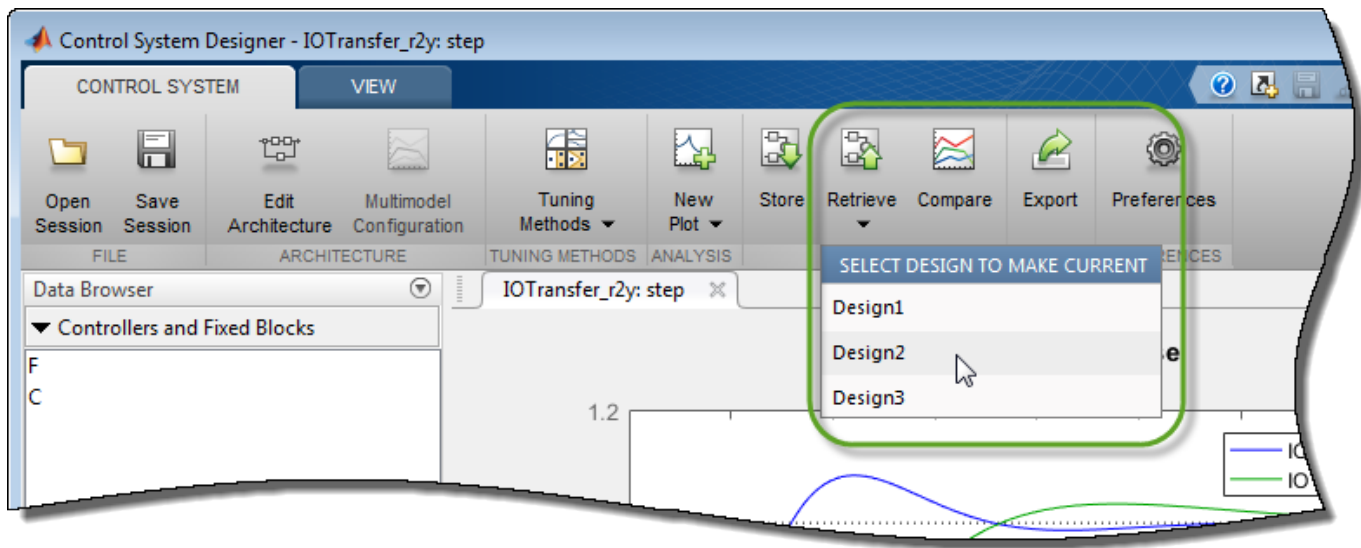 Control System Designer - IOTransfer_r2y: step
CONTROL SYSTEM VIEW
Open Session
Save Session
Edit Architecture
Multimodel Configuration
Tuning Methods
New Plot
Store
Retrieve
Compare
Export
Preferences
FILE ARCHITECTURE TUNING METHODS ANALYSIS
SELECT DESIGN TO MAKE CURRENT
Data Browser
IOTransfer_r2y: step
Design1
Controllers and Fixed Blocks
F
Design2
C
Design3
1.2
IO